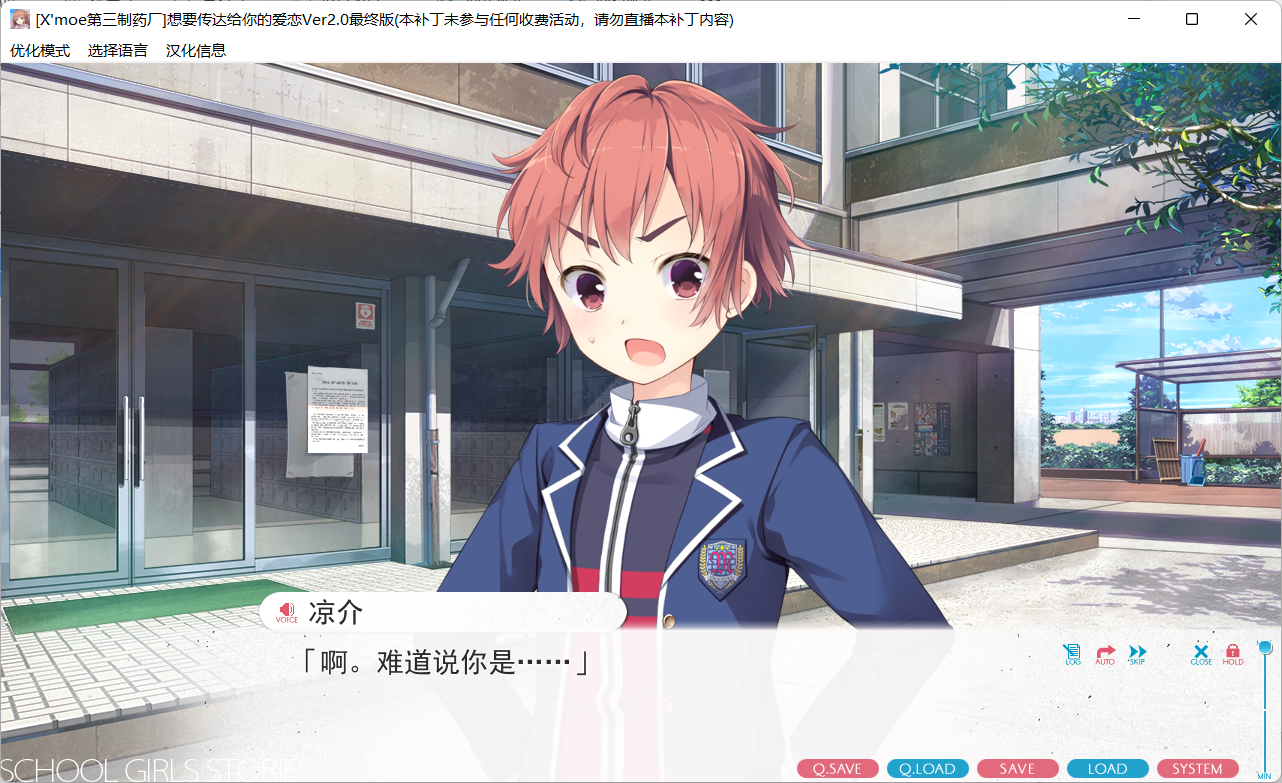 [X'moe第三制药厂]想要传达给你的爱恋Ver2.0最终版(本补丁未参与任何收费活动，请勿直播本补丁内容)
优化模式 选择语言 汉化信息
VOICE 凉介
「啊。难道说你是……」
LOG AUTO SKIP CLOSE HOLD
SCHOOL GIRLS STORIES
Q.SAVE Q.LOAD SAVE LOAD SYSTEM MIN